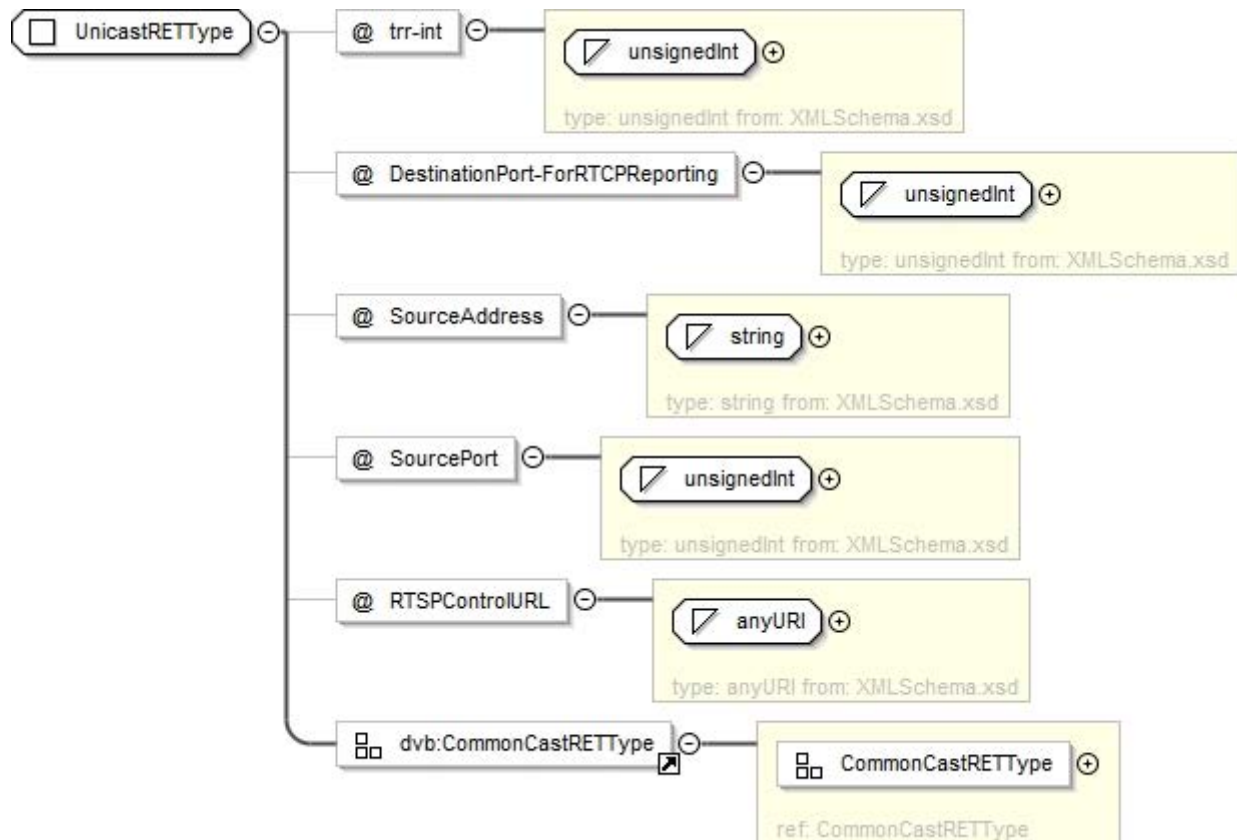 UnicastRETType
@ trr-int
unsignedInt
type: unsignedInt from: XMLSchema.xsd
@ DestinationPort-ForRTCPReporting
unsignedInt
type: unsignedInt from: XMLSchema.xsd
@ SourceAddress
string
type: string from: XMLSchema.xsd
@ SourcePort
unsignedInt
type: unsignedInt from: XMLSchema.xsd
@ RTSPControlURL
anyURI
type: anyURI from: XMLSchema.xsd
dvb:CommonCastRETType
CommonCastRETType
ref: CommonCastRETType